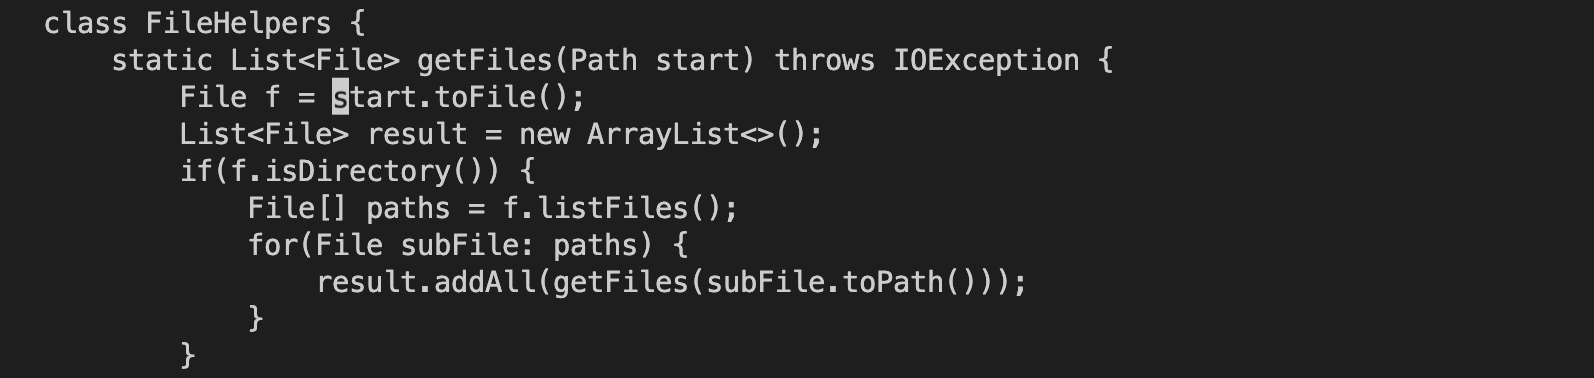 class FileHelpers {
    static List<File> getFiles(Path start) throws IOException {
        File f = start.toFile();
        List<File> result = new ArrayList<>();
        if(f.isDirectory()) {
            File[] paths = f.listFiles();
            for(File subFile: paths) {
                result.addAll(getFiles(subFile.toPath()));
            }
        }